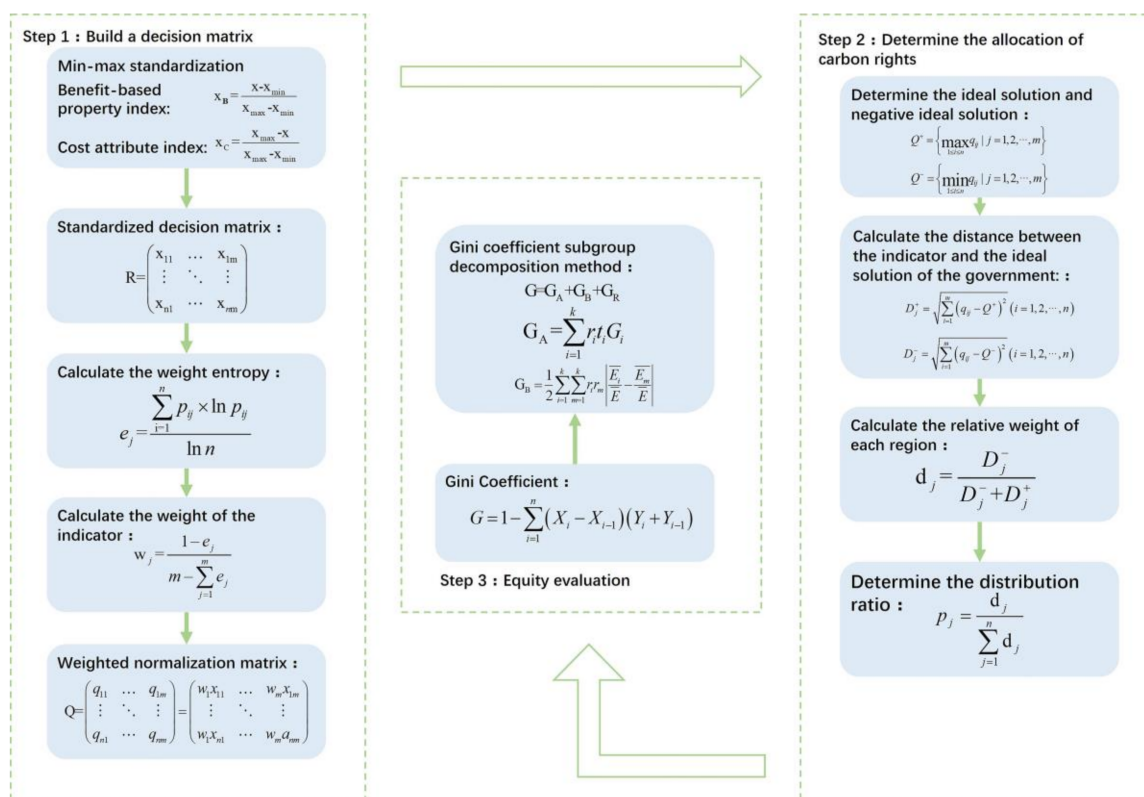 Step 1：Build a decision matrix
Min-max standardization
Benefit-based
property index: x_B = (x-x_min)/(x_max-x_min)
Cost attribute index: x_C = (x_max-x)/(x_max-x_min)
Standardized decision matrix：
R=( x_11 … x_1m
⋮ ⋱ ⋮
x_n1 ⋯ x_nm )
Calculate the weight entropy：
e_j = (∑_{i=1}^{n} p_ij × ln p_ij)/(ln n)
Calculate the weight of the
indicator： w_j = (1-e_j)/(m-∑_{j=1}^{m} e_j)
Weighted normalization matrix：
Q=( q_11 … q_1m ) = ( w_1x_11 … w_mx_1m )
( ⋮ ⋱ ⋮ ) ( ⋮ ⋱ ⋮ )
( q_n1 ⋯ q_nm ) ( w_1x_n1 ⋯ w_ma_nm )
Step 2：Determine the allocation of
carbon rights
Determine the ideal solution and
negative ideal solution：
Q⁺ = {max_{1≤i≤n} q_ij | j=1,2,⋯,m}
Q⁻ = {min_{1≤i≤n} q_ij | j=1,2,⋯,m}
Calculate the distance between
the indicator and the ideal
solution of the government:：
D_j⁺ = √(∑_{i=1}^{m} (q_ij − Q⁺)²) (i=1,2,⋯,n)
D_j⁻ = √(∑_{i=1}^{m} (q_ij − Q⁻)²) (i=1,2,⋯,n)
Calculate the relative weight of
each region：
d_j = D_j⁻/(D_j⁻+D_j⁺)
Determine the distribution
ratio： p_j = d_j/(∑_{j=1}^{n} d_j)
Gini coefficient subgroup
decomposition method：
G=G_A+G_B+G_R
G_A = ∑_{i=1}^{k} r_i t_i G_i
G_B = 1/2 ∑_{i=1}^{k} ∑_{m=1}^{k} r_i r_m |E̅_i/E̅ − E̅_m/E̅|
Gini Coefficient：
G = 1 − ∑_{i=1}^{n} (X_i − X_{i−1})(Y_i + Y_{i−1})
Step 3：Equity evaluation